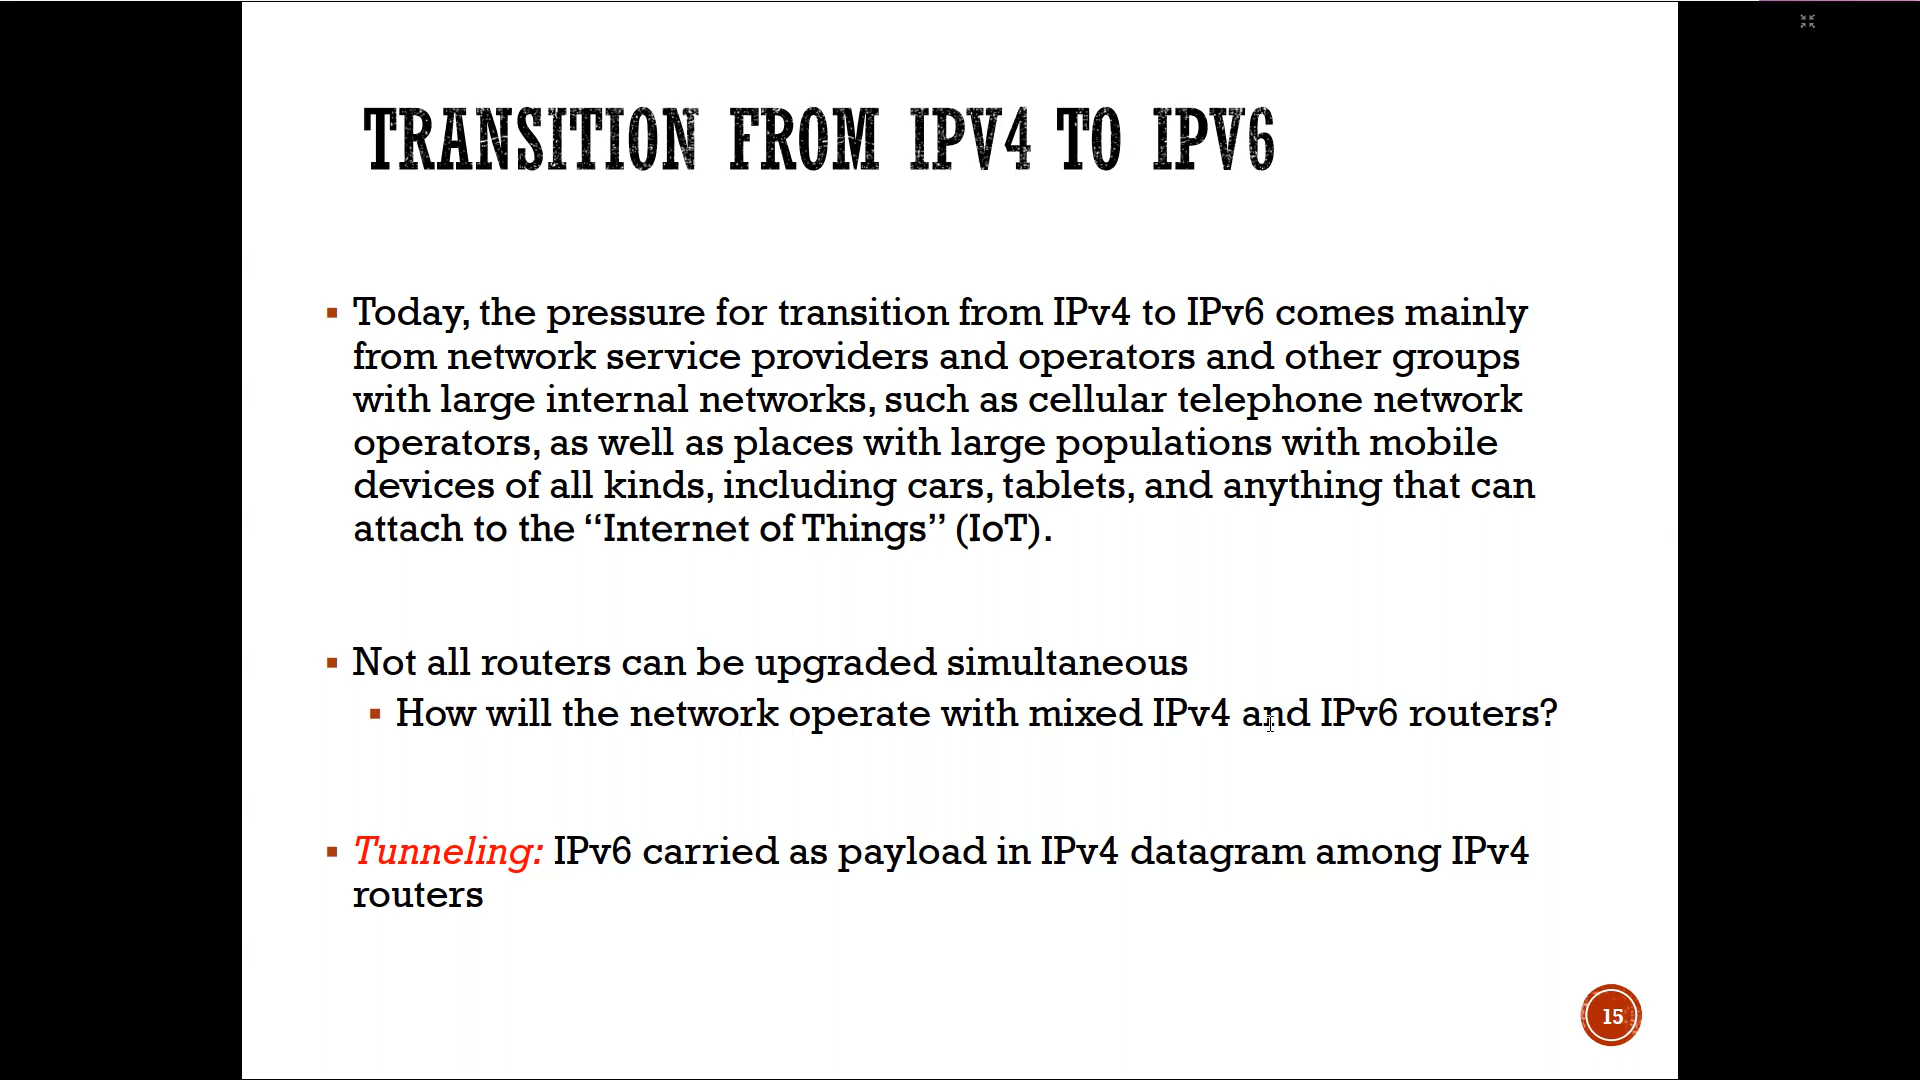 TRANSITION FROM IPV4 TO IPV6
▪ Today, the pressure for transition from IPv4 to IPv6 comes mainly
from network service providers and operators and other groups
with large internal networks, such as cellular telephone network
operators, as well as places with large populations with mobile
devices of all kinds, including cars, tablets, and anything that can
attach to the “Internet of Things” (IoT).
▪ Not all routers can be upgraded simultaneous
▪ How will the network operate with mixed IPv4 and IPv6 routers?
▪ Tunneling: IPv6 carried as payload in IPv4 datagram among IPv4
routers
15